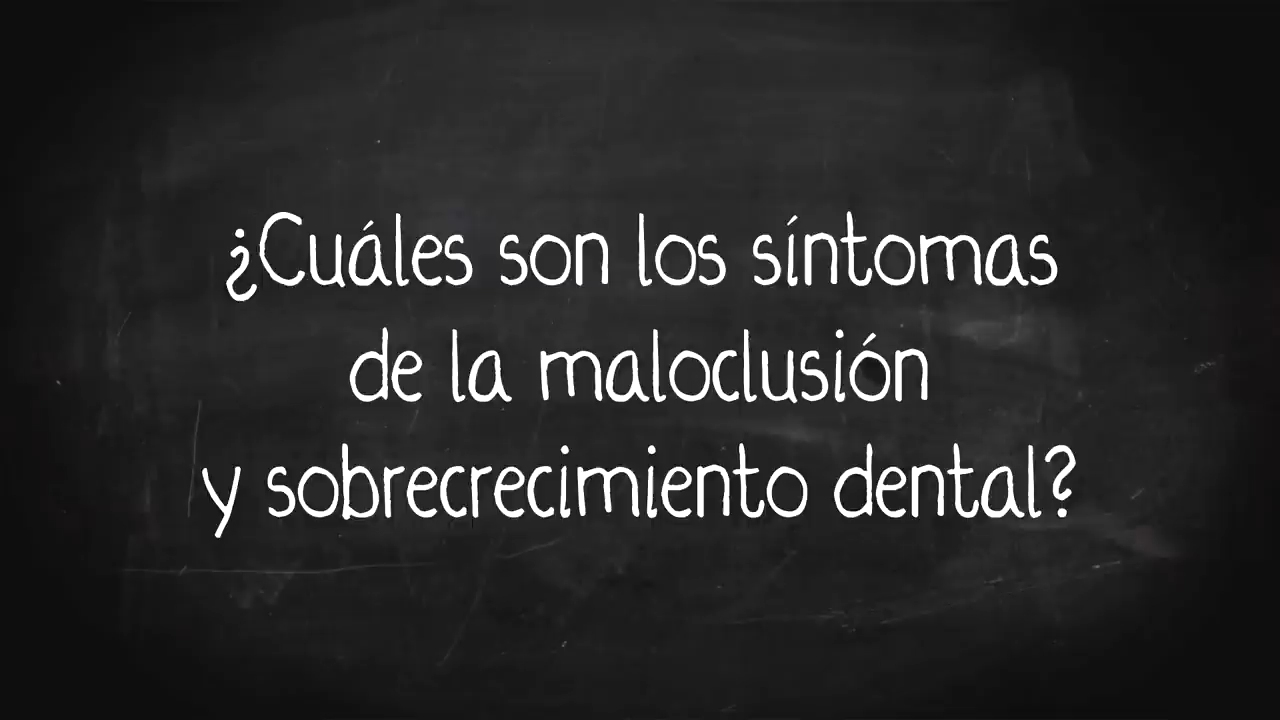 ¿Cuáles son los síntomas
de la maloclusión
y sobrecrecimiento dental?